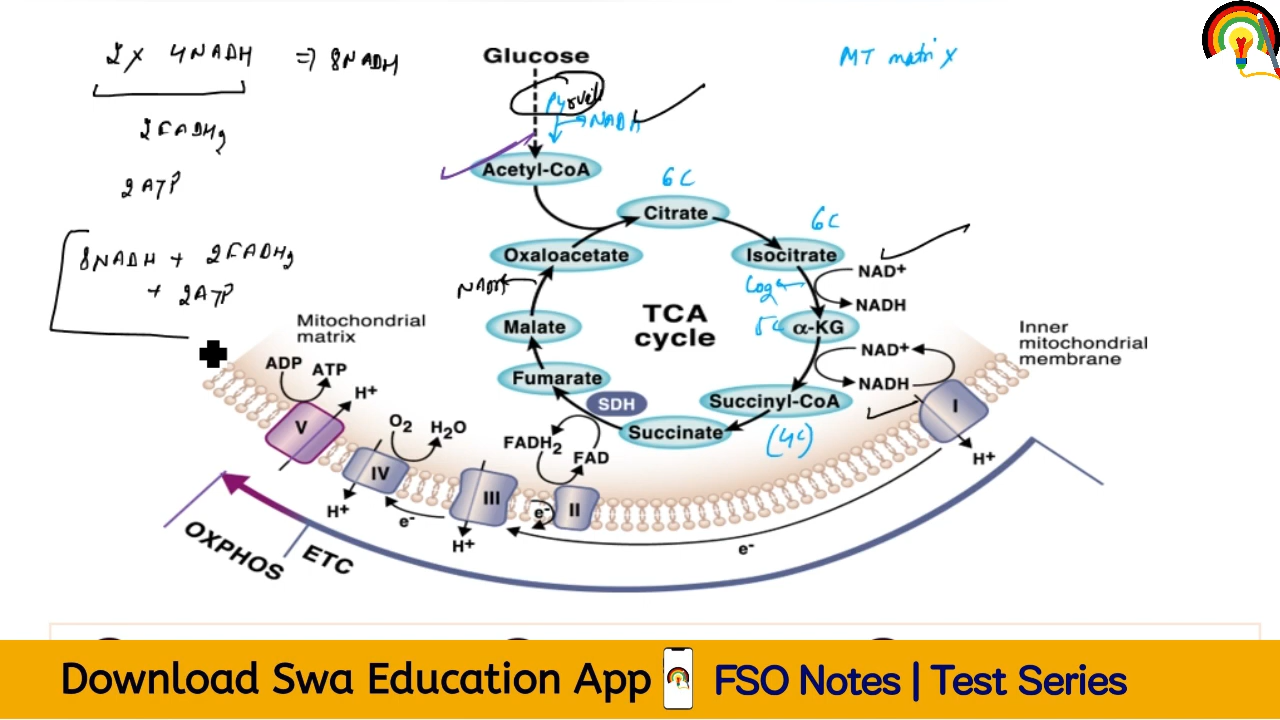 2 x 4NADH => 8NADH
2FADH2
2 ATP
8NADH + 2FADH2
+ 2ATP
MT matrix
Glucose
NADH
Acetyl-CoA
6C
Citrate
6C
Oxaloacetate
Isocitrate
NAD+
NADH
NADH
TCA
cycle
Malate
5C
α-KG
Mitochondrial
matrix
Inner
mitochondrial
membrane
NAD+
NADH
Fumarate
SDH
Succinyl-CoA
Succinate
(4C)
ADP
ATP
H+
V
O2
H2O
FADH2
FAD
I
H+
IV
III
e-
II
H+
e-
H+
e-
OXPHOS
ETC
Download Swa Education App
FSO Notes | Test Series